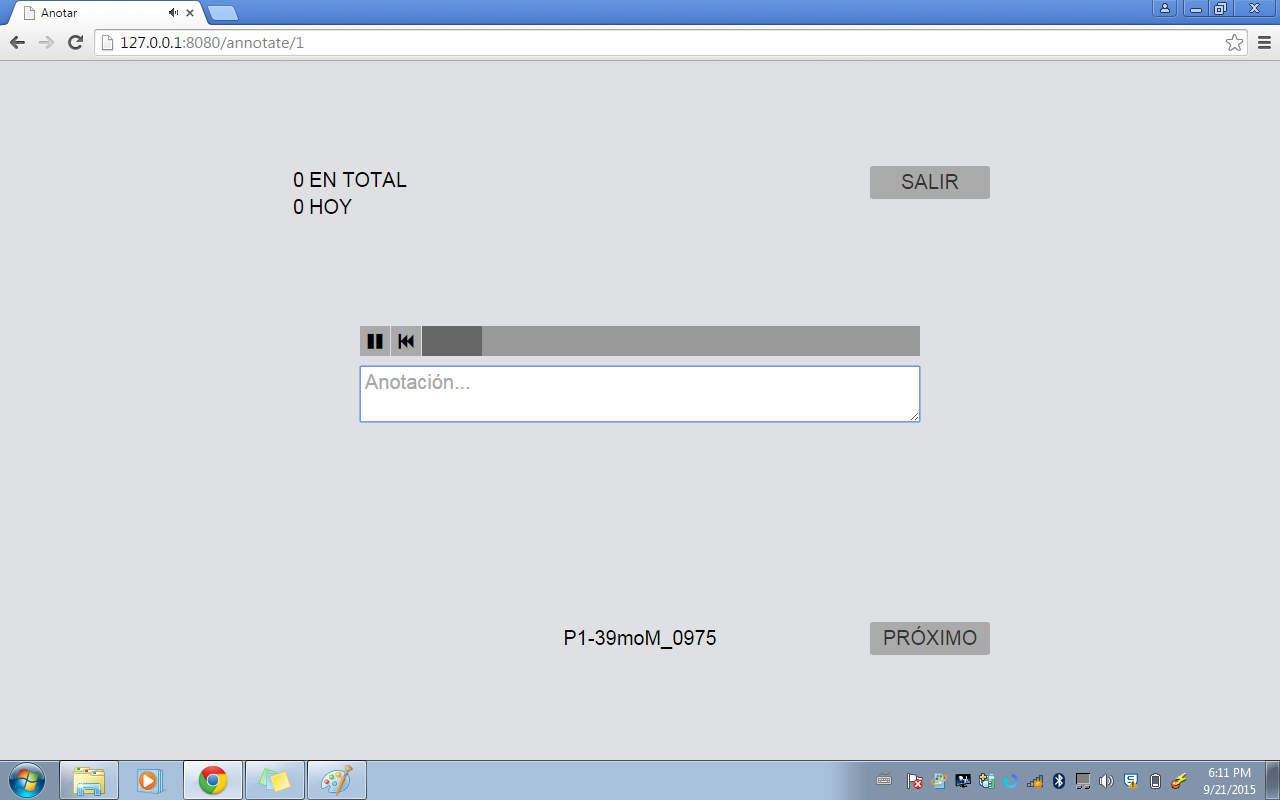 Anotar
127.0.0.1:8080/annotate/1
0 EN TOTAL
0 HOY
SALIR
Anotación...
P1-39moM_0975
PRÓXIMO
6:11 PM
9/21/2015